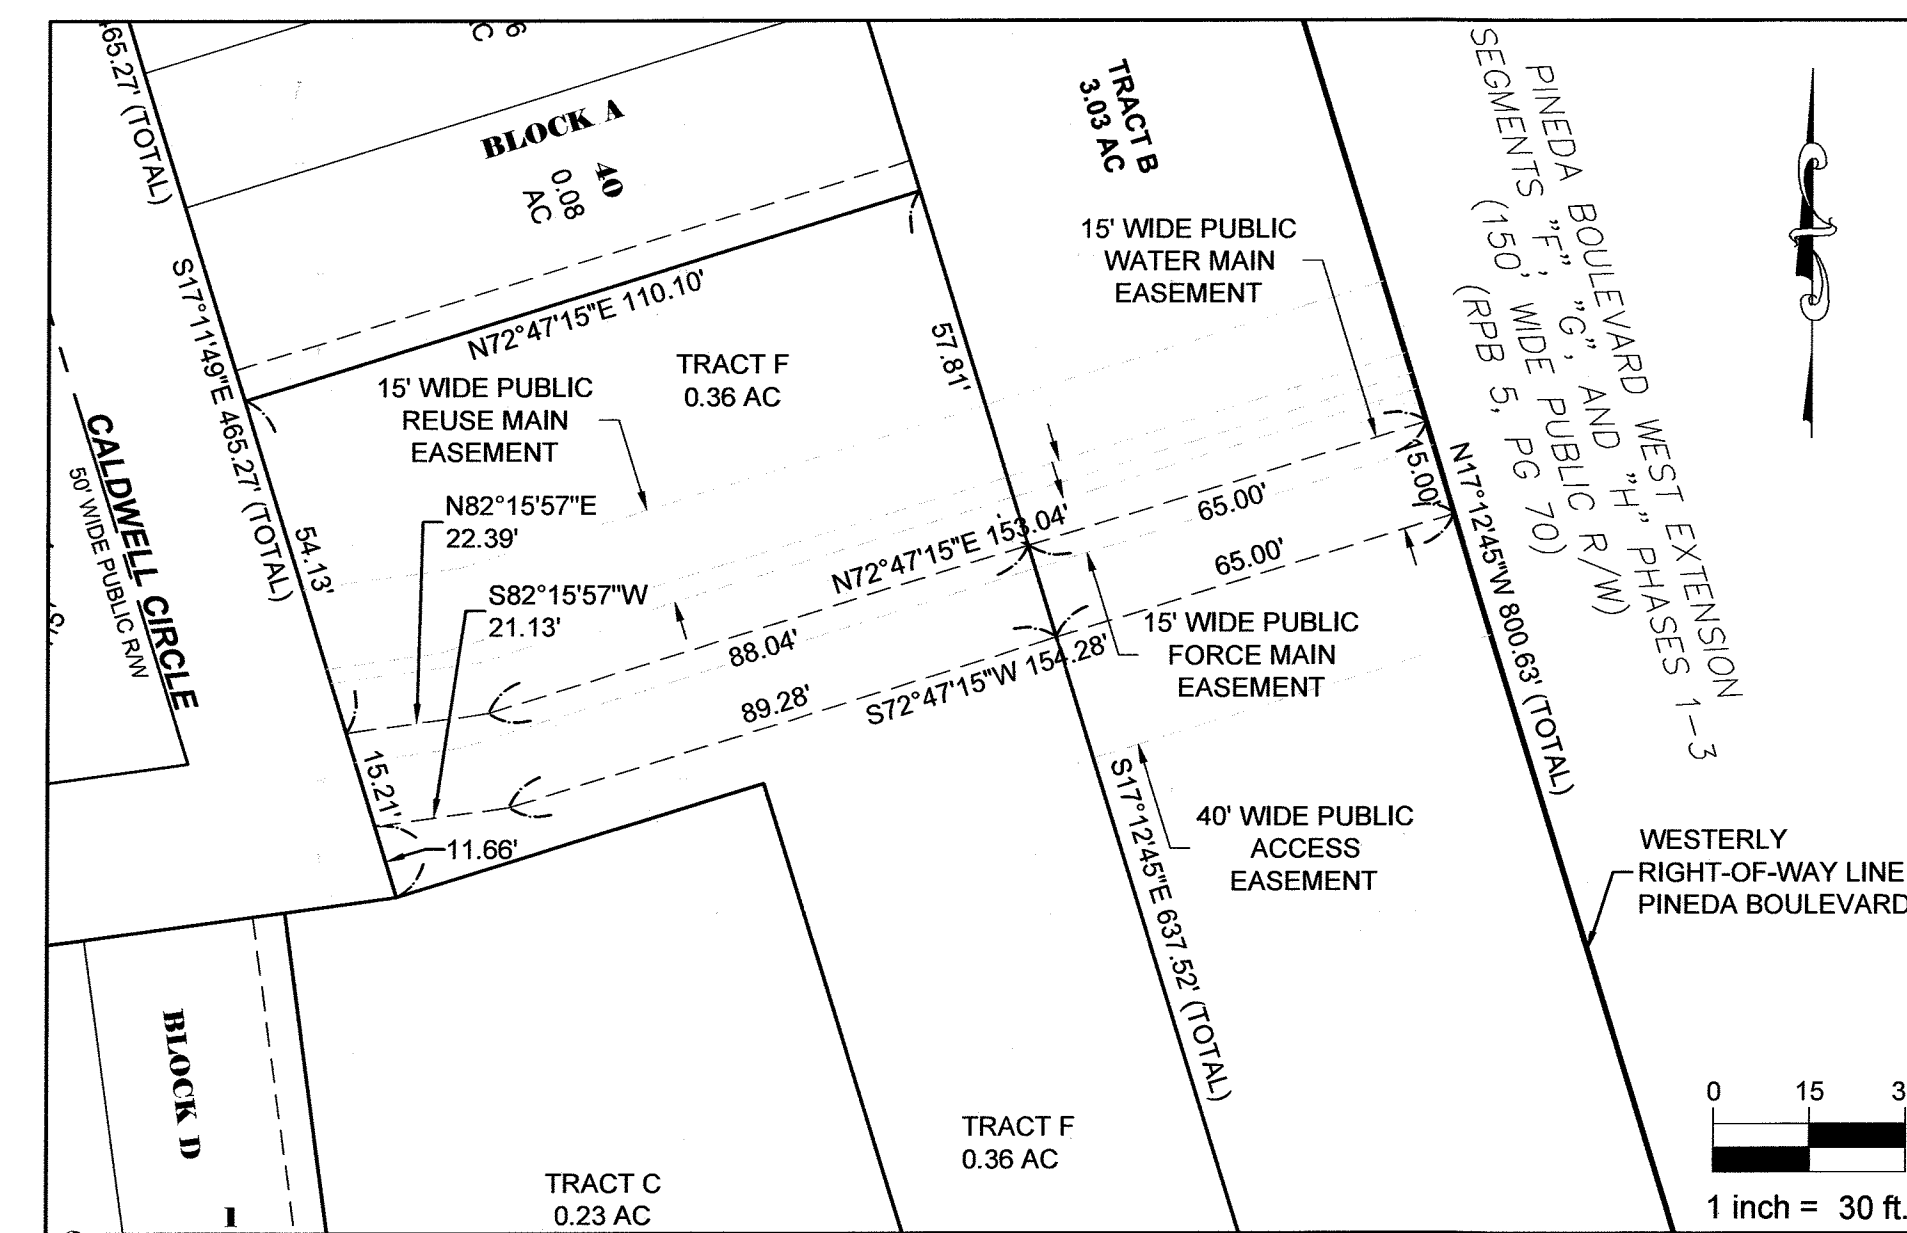 65.27' (TOTAL)
6
C
BLOCK A
40
0.08
AC
TRACT B
3.03 AC
PINEDA BOULEVARD WEST EXTENSION
SEGMENTS "F", "G", AND "H" PHASES 1-3
(150' WIDE PUBLIC R/W)
(RPB 5, PG 70)
15' WIDE PUBLIC
WATER MAIN
EASEMENT
S17°11'49"E 465.27' (TOTAL)
N72°47'15"E 110.10'
57.81'
TRACT F
0.36 AC
15' WIDE PUBLIC
REUSE MAIN
EASEMENT
CALDWELL CIRCLE
50' WIDE PUBLIC R/W
N82°15'57"E
22.39'
54.13'
S82°15'57"W
21.13'
N72°47'15"E 153.04'
65.00'
15.00'
65.00'
N17°12'45"W 800.63' (TOTAL)
88.04'
89.28'
S72°47'15"W 154.28'
15' WIDE PUBLIC
FORCE MAIN
EASEMENT
15.21'
11.66'
S17°12'45"E 637.52' (TOTAL)
40' WIDE PUBLIC
ACCESS
EASEMENT
WESTERLY
RIGHT-OF-WAY LINE
PINEDA BOULEVARD
BLOCK D
1
TRACT C
0.23 AC
TRACT F
0.36 AC
0 15 3
1 inch = 30 ft.